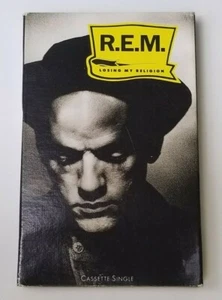 R.E.M.
LOSING MY RELIGION
CASSETTE SINGLE